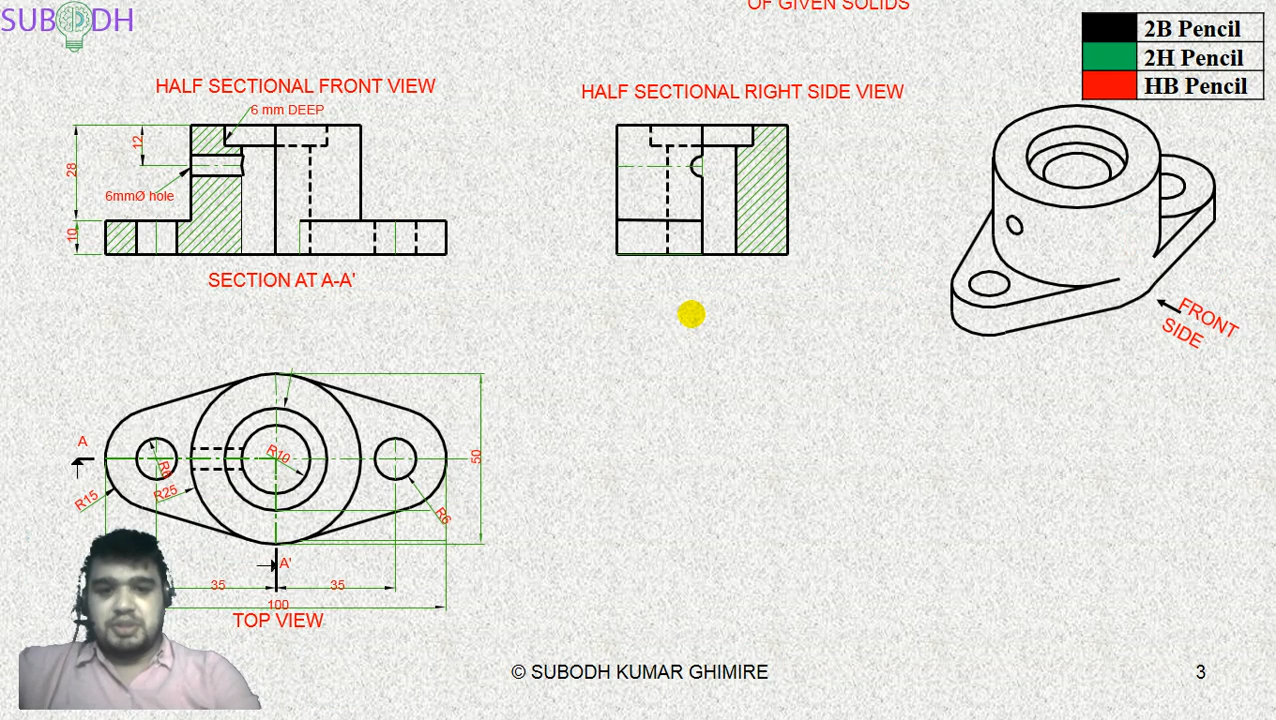 SUBODH
OF GIVEN SOLIDS
2B Pencil
2H Pencil
HB Pencil
HALF SECTIONAL FRONT VIEW
HALF SECTIONAL RIGHT SIDE VIEW
6 mm DEEP
12
28
6mmØ hole
10
SECTION AT A-A'
FRONT
SIDE
A
R10
R6
R25
R15
50
R6
A'
35
35
100
TOP VIEW
© SUBODH KUMAR GHIMIRE
3